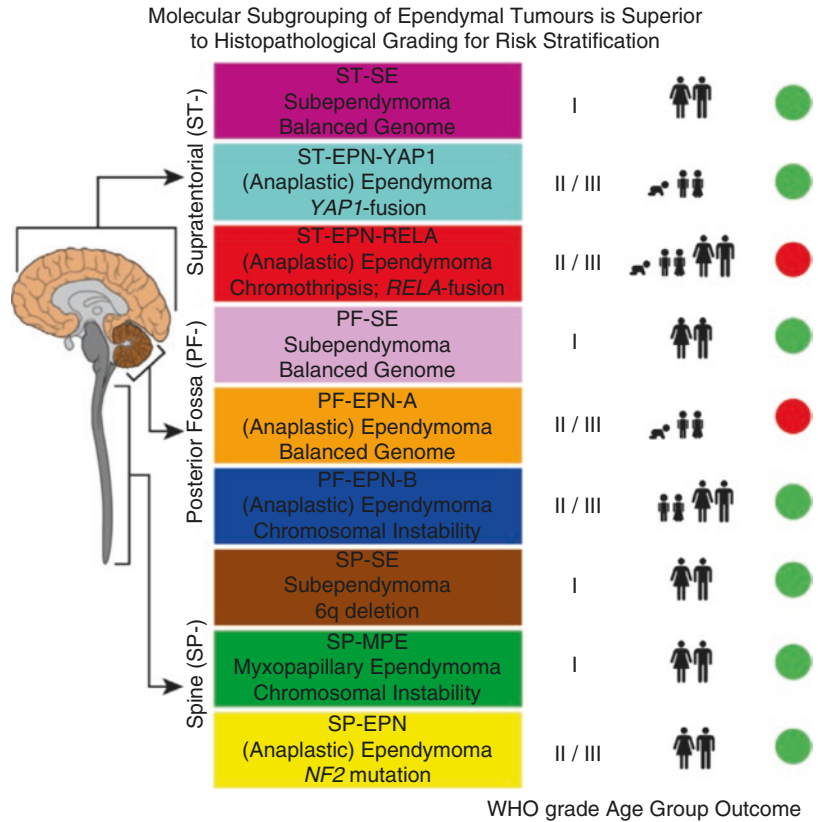 Molecular Subgrouping of Ependymal Tumours is Superior
to Histopathological Grading for Risk Stratification
Supratentorial (ST-)
ST-SE
Subependymoma
Balanced Genome
I
ST-EPN-YAP1
(Anaplastic) Ependymoma
YAP1-fusion
II / III
ST-EPN-RELA
(Anaplastic) Ependymoma
Chromothripsis; RELA-fusion
II / III
Posterior Fossa (PF-)
PF-SE
Subependymoma
Balanced Genome
I
PF-EPN-A
(Anaplastic) Ependymoma
Balanced Genome
II / III
PF-EPN-B
(Anaplastic) Ependymoma
Chromosomal Instability
II / III
Spine (SP-)
SP-SE
Subependymoma
6q deletion
I
SP-MPE
Myxopapillary Ependymoma
Chromosomal Instability
I
SP-EPN
(Anaplastic) Ependymoma
NF2 mutation
II / III
WHO grade Age Group Outcome